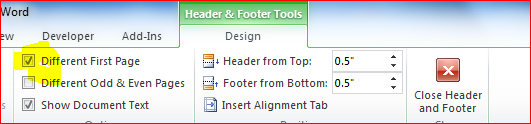 Word
Header & Footer Tools
Developer
Add-Ins
Design
Different First Page
Different Odd & Even Pages
Show Document Text
Header from Top: 0.5"
Footer from Bottom: 0.5"
Insert Alignment Tab
Close Header
and Footer